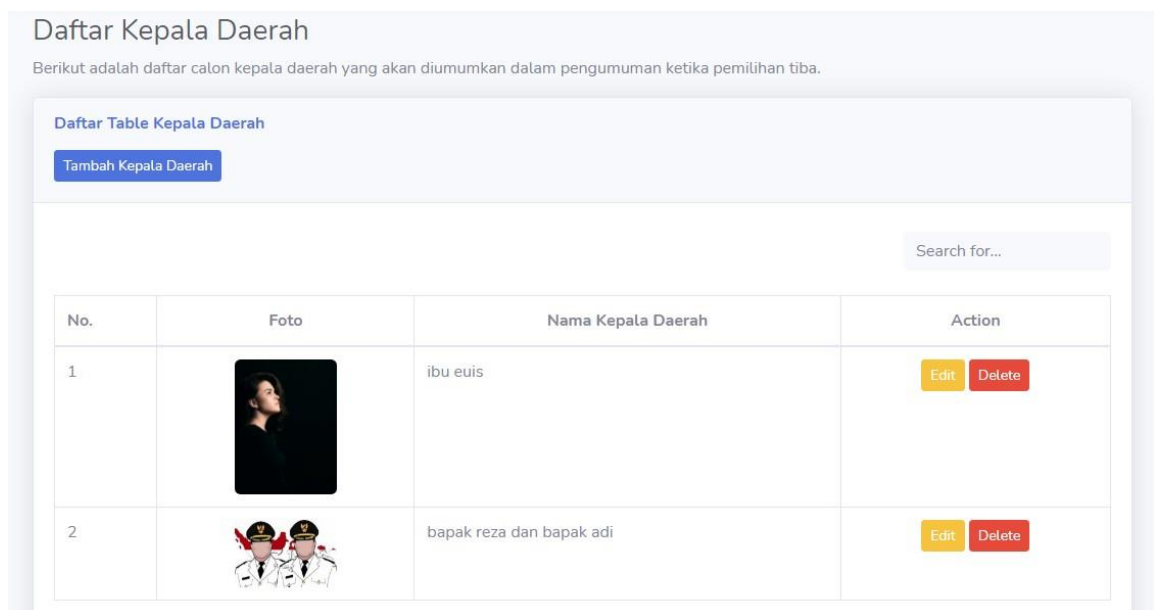 Daftar Kepala Daerah
Berikut adalah daftar calon kepala daerah yang akan diumumkan dalam pengumuman ketika pemilihan tiba.
Daftar Table Kepala Daerah
Tambah Kepala Daerah
Search for...
No. Foto Nama Kepala Daerah Action
1 ibu euis Edit Delete
2 bapak reza dan bapak adi Edit Delete